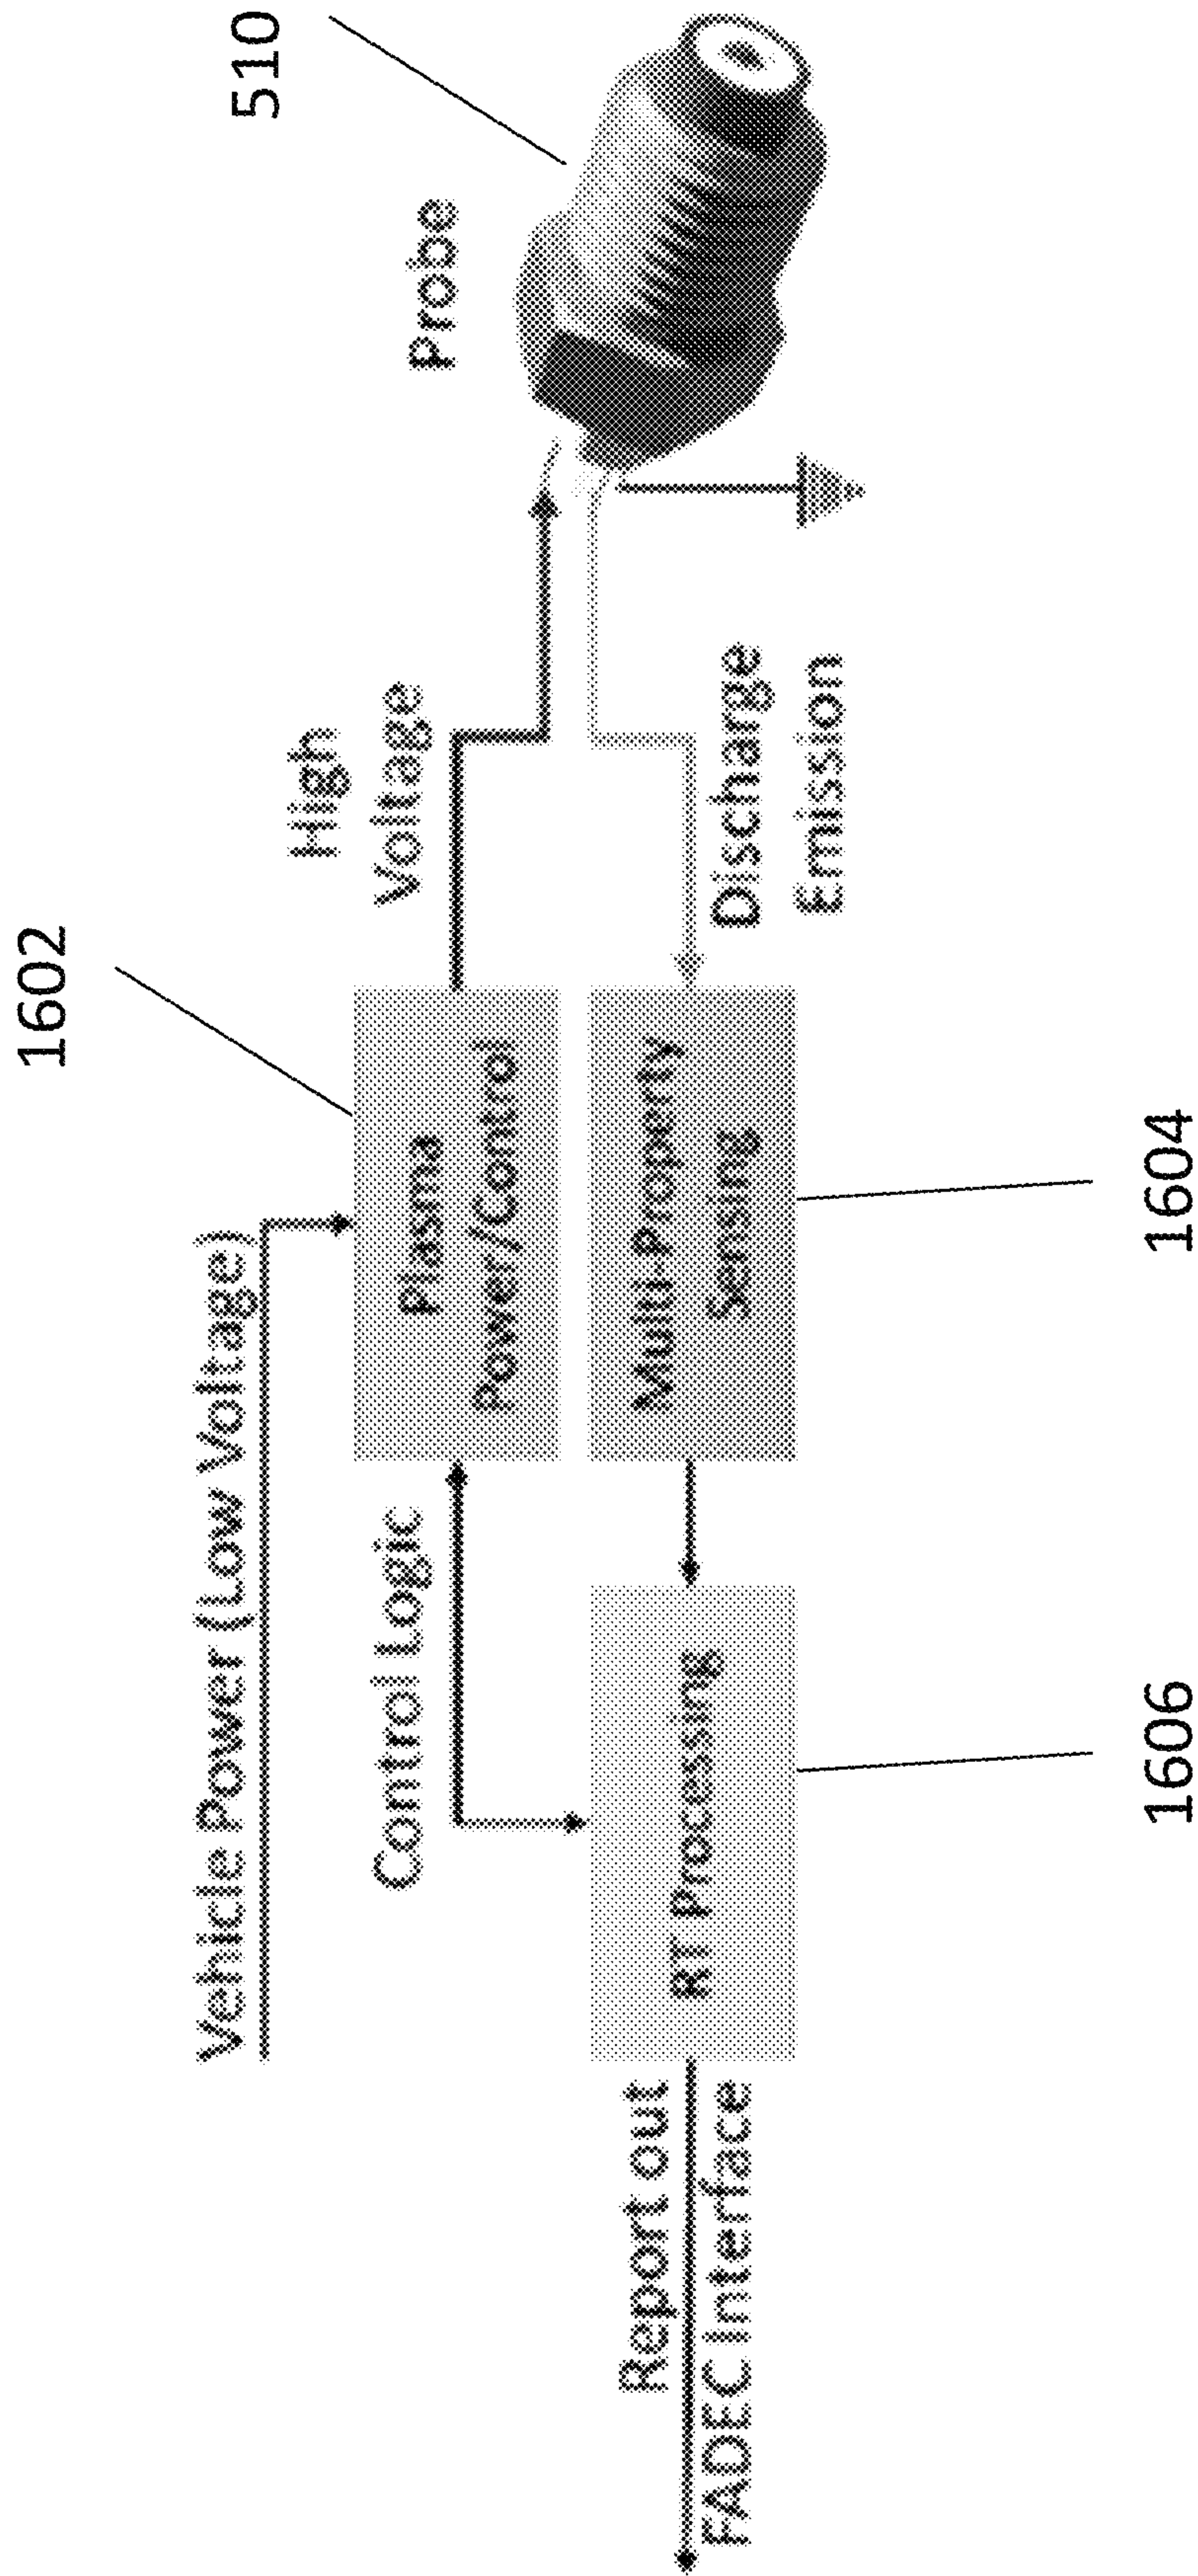 1602
510
Vehicle Power (Low Voltage)
High
Voltage
Probe
Control Logic
Plasma
Power/Control
Multi-Property
Sensing
Discharge
Emission
RT Processing
Report out
FADEC Interface
1606
1604